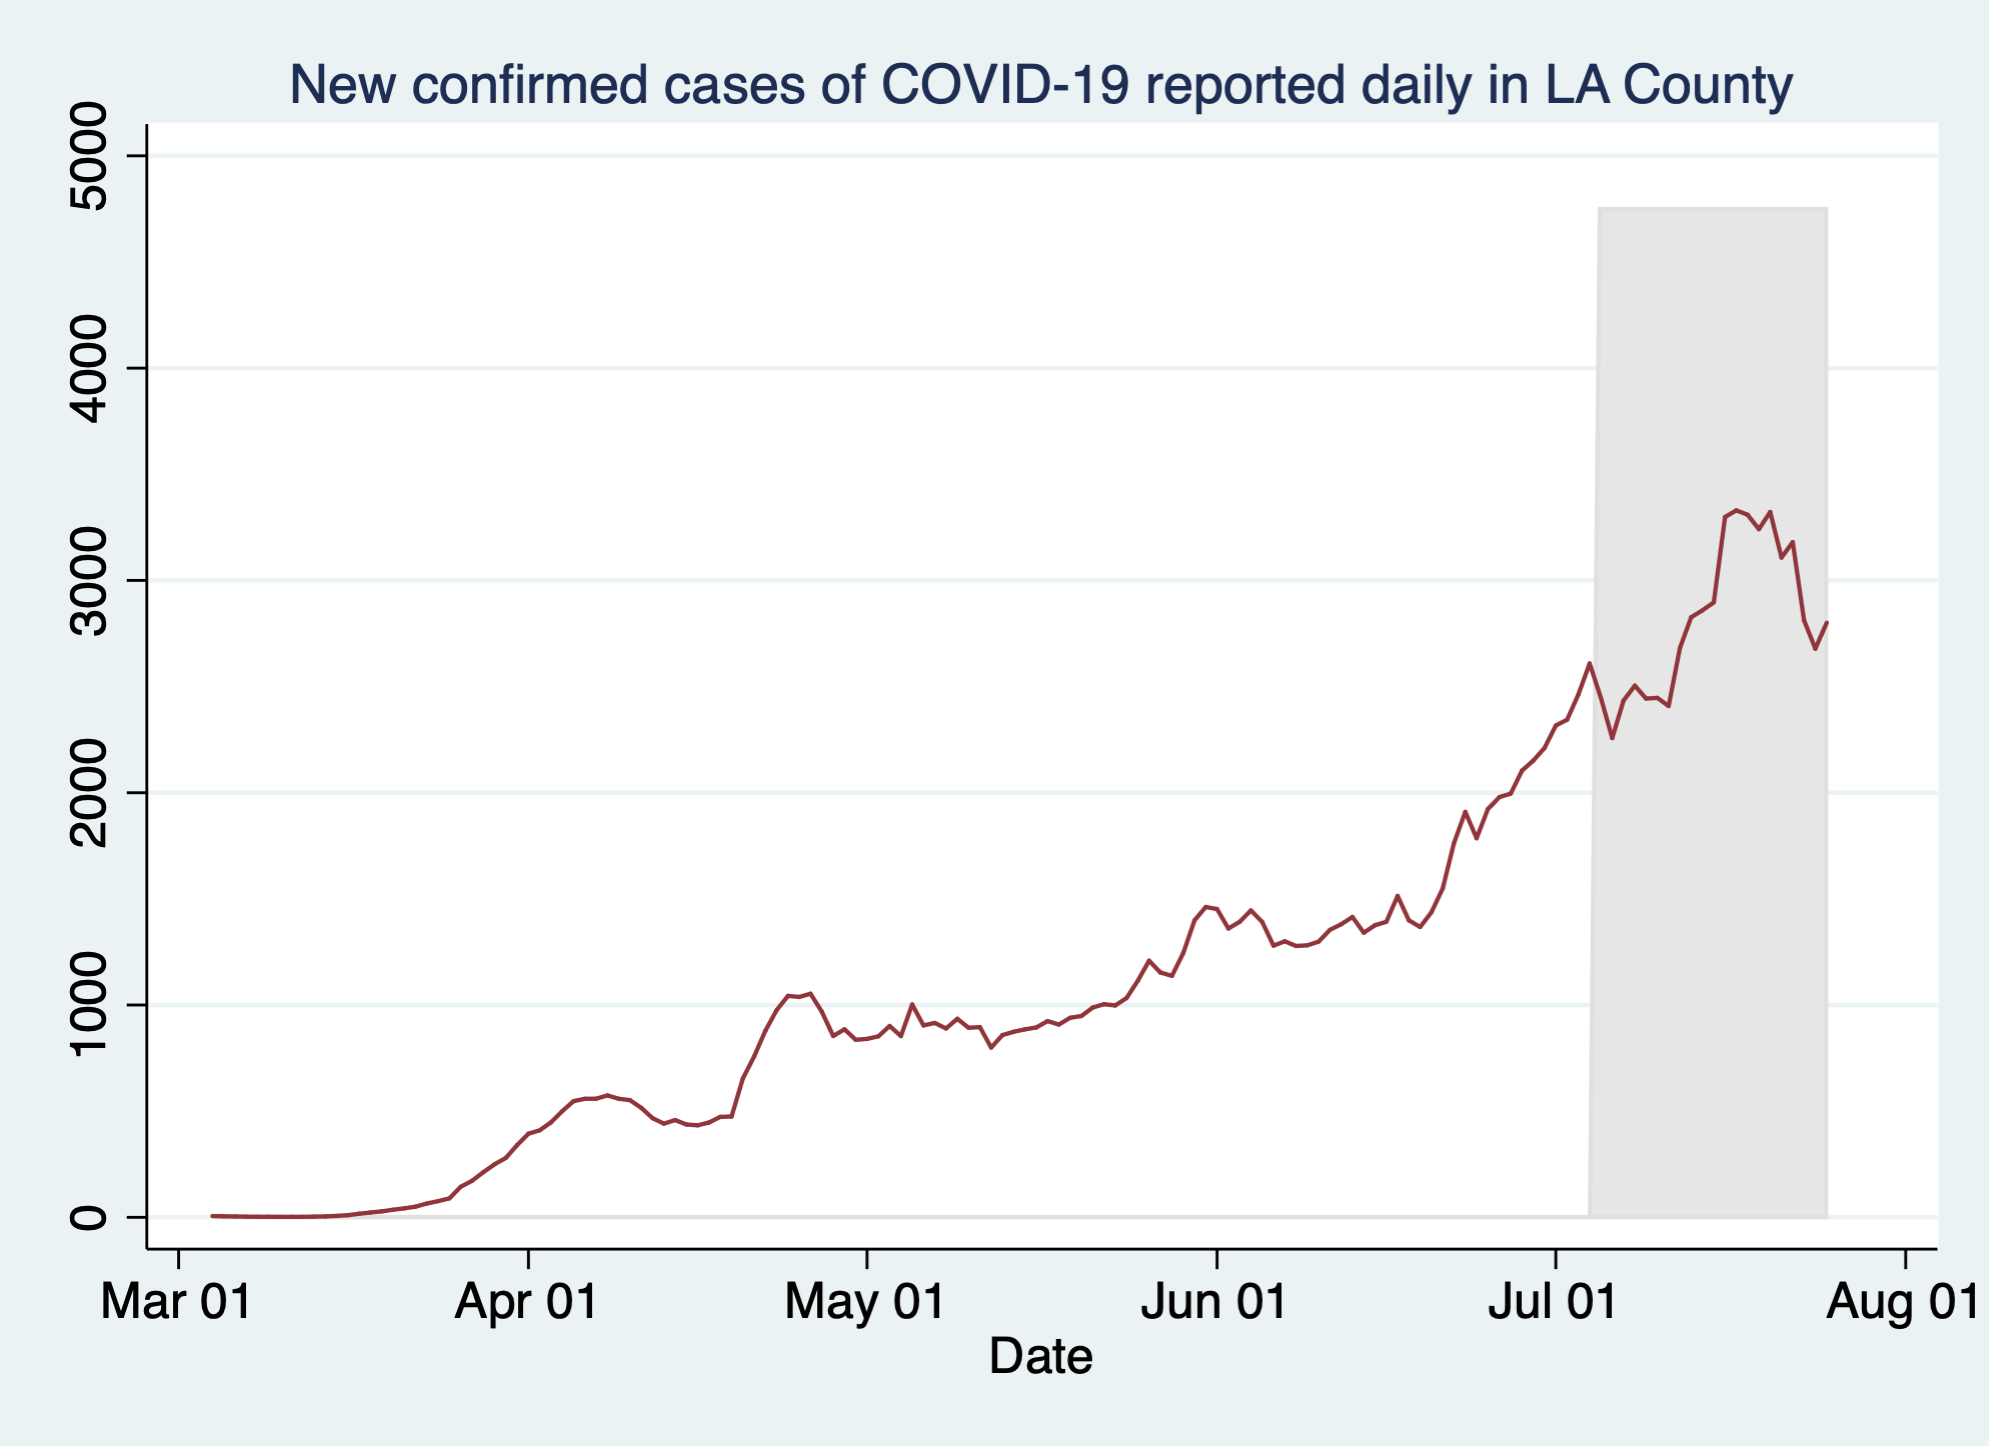 New confirmed cases of COVID-19 reported daily in LA County
5000
4000
3000
2000
1000
0
Mar 01 Apr 01 May 01 Jun 01 Jul 01 Aug 01
Date